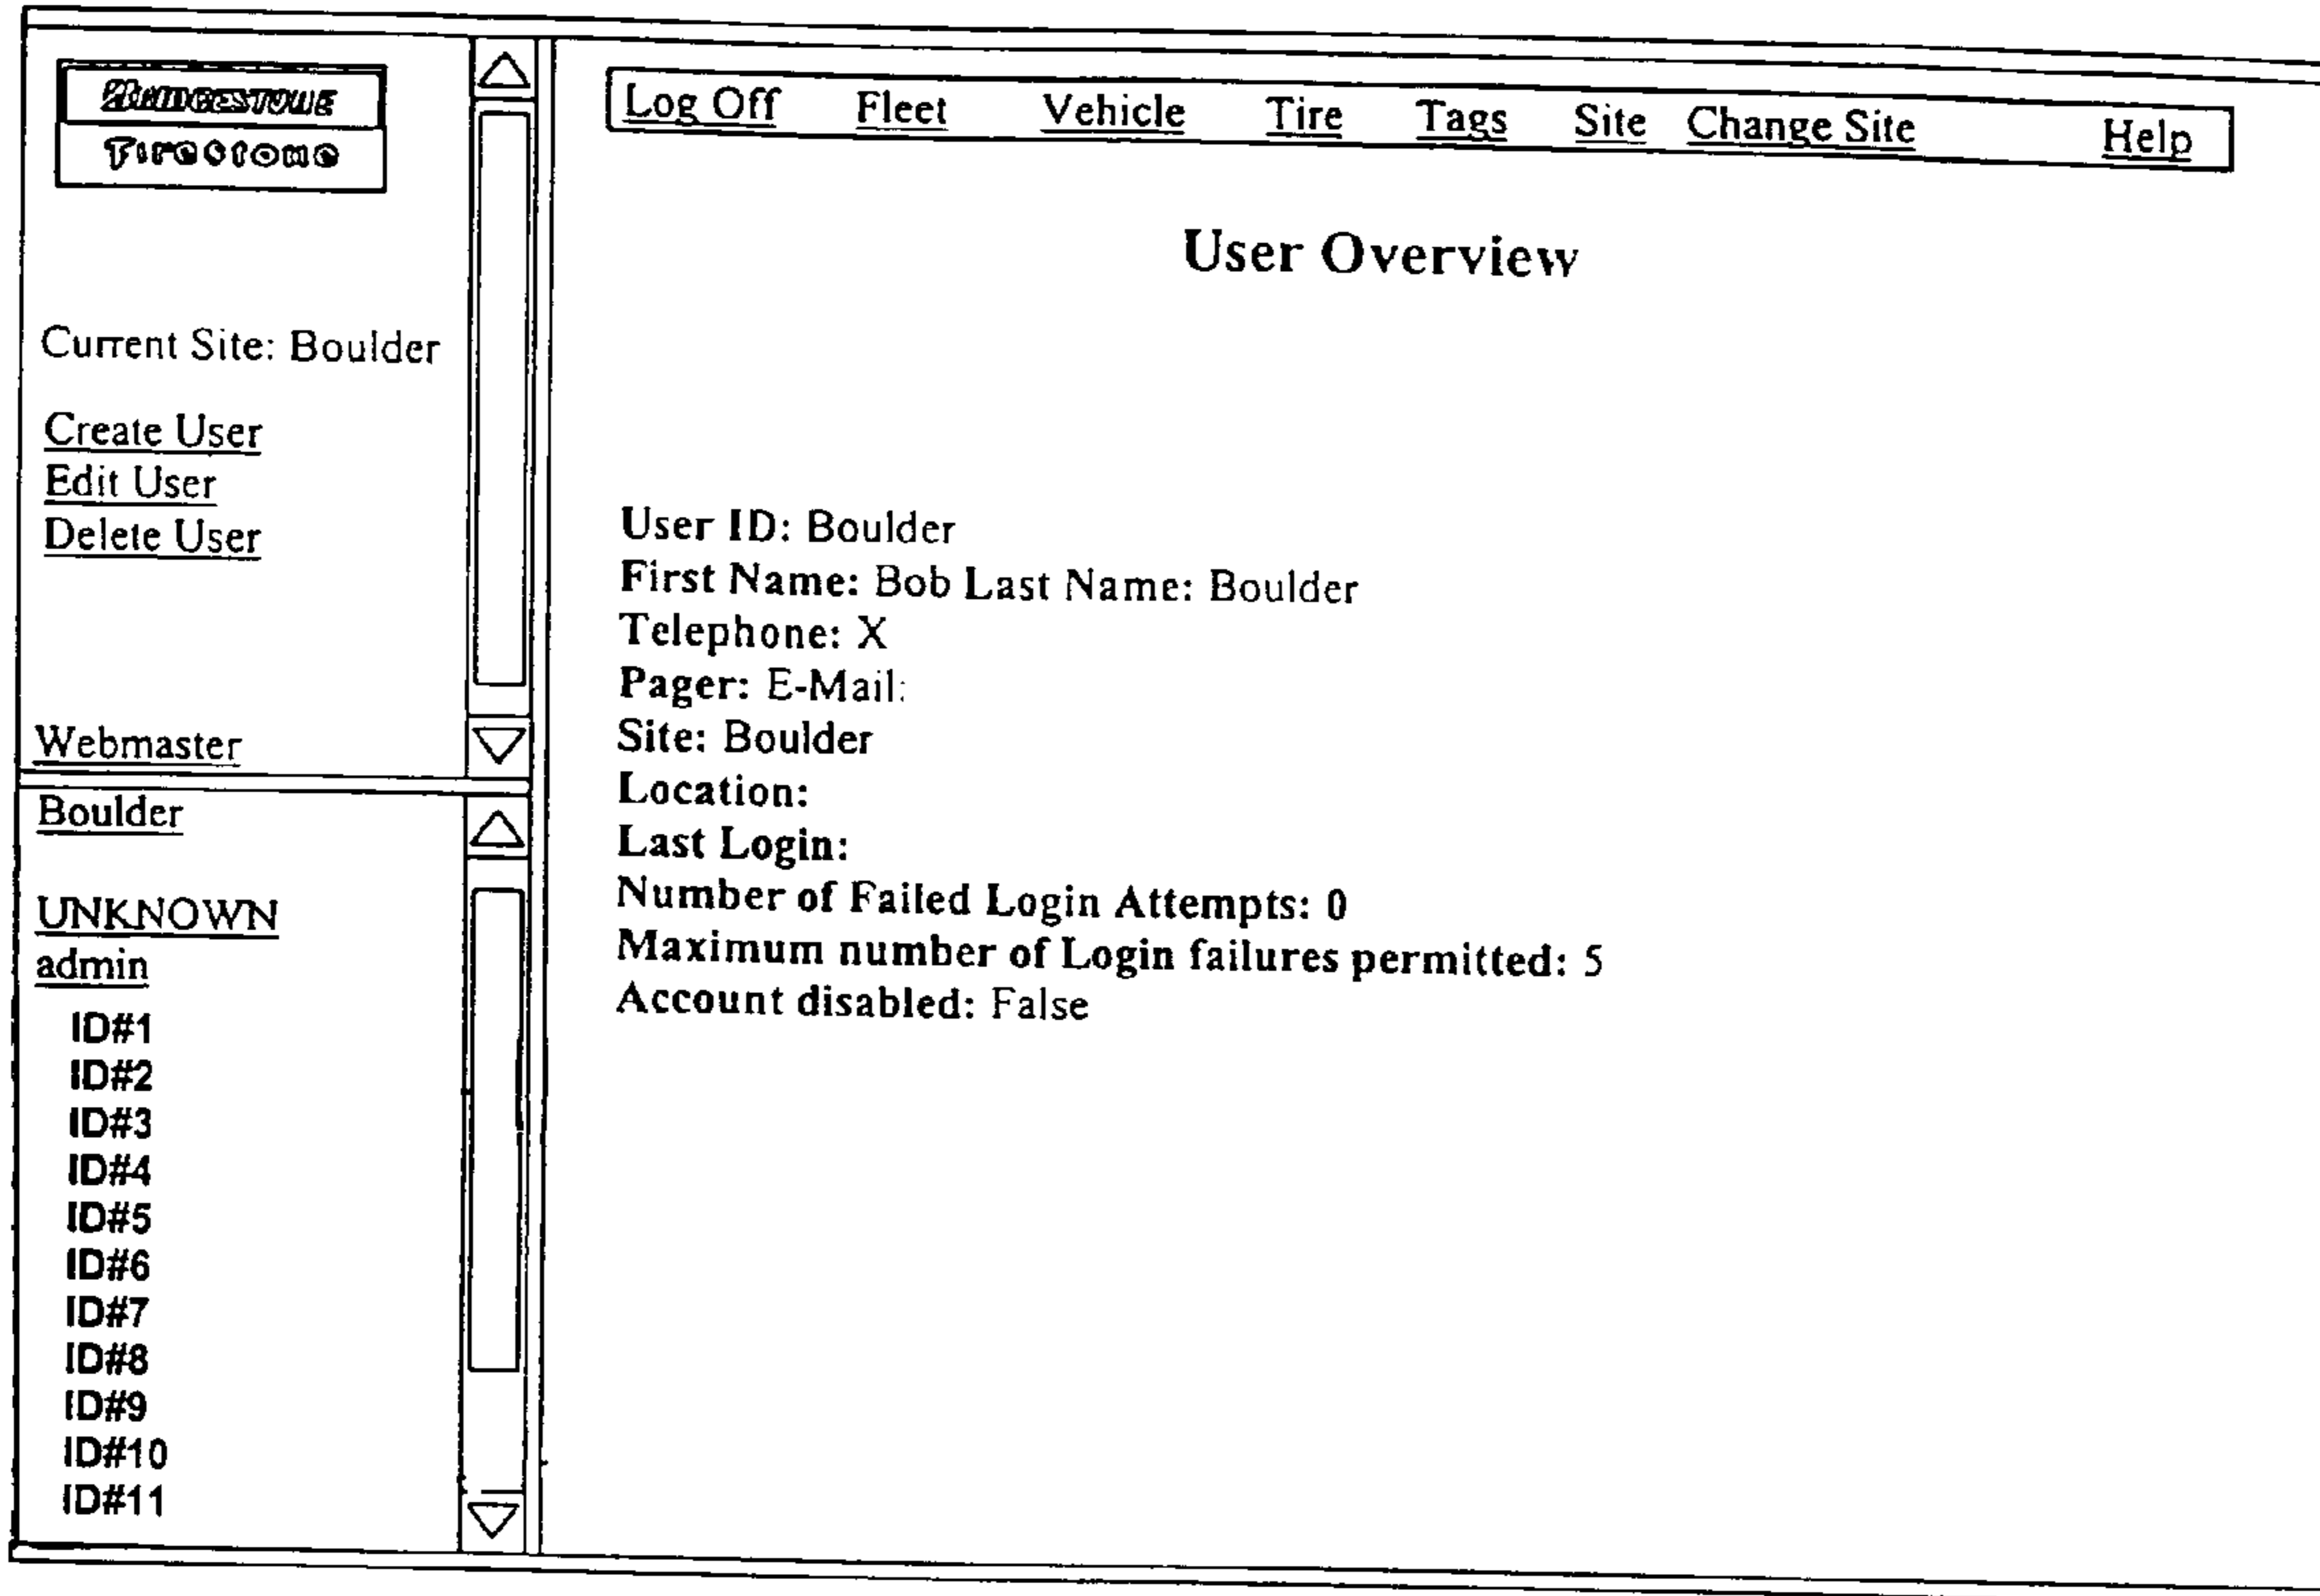 BRIDGESTONE
Firestone
Current Site: Boulder
Create User
Edit User
Delete User
Webmaster
Boulder
UNKNOWN
admin
ID#1
ID#2
ID#3
ID#4
ID#5
ID#6
ID#7
ID#8
ID#9
ID#10
ID#11
Log Off Fleet Vehicle Tire Tags Site Change Site Help
User Overview
User ID: Boulder
First Name: Bob Last Name: Boulder
Telephone: X
Pager: E-Mail:
Site: Boulder
Location:
Last Login:
Number of Failed Login Attempts: 0
Maximum number of Login failures permitted: 5
Account disabled: False